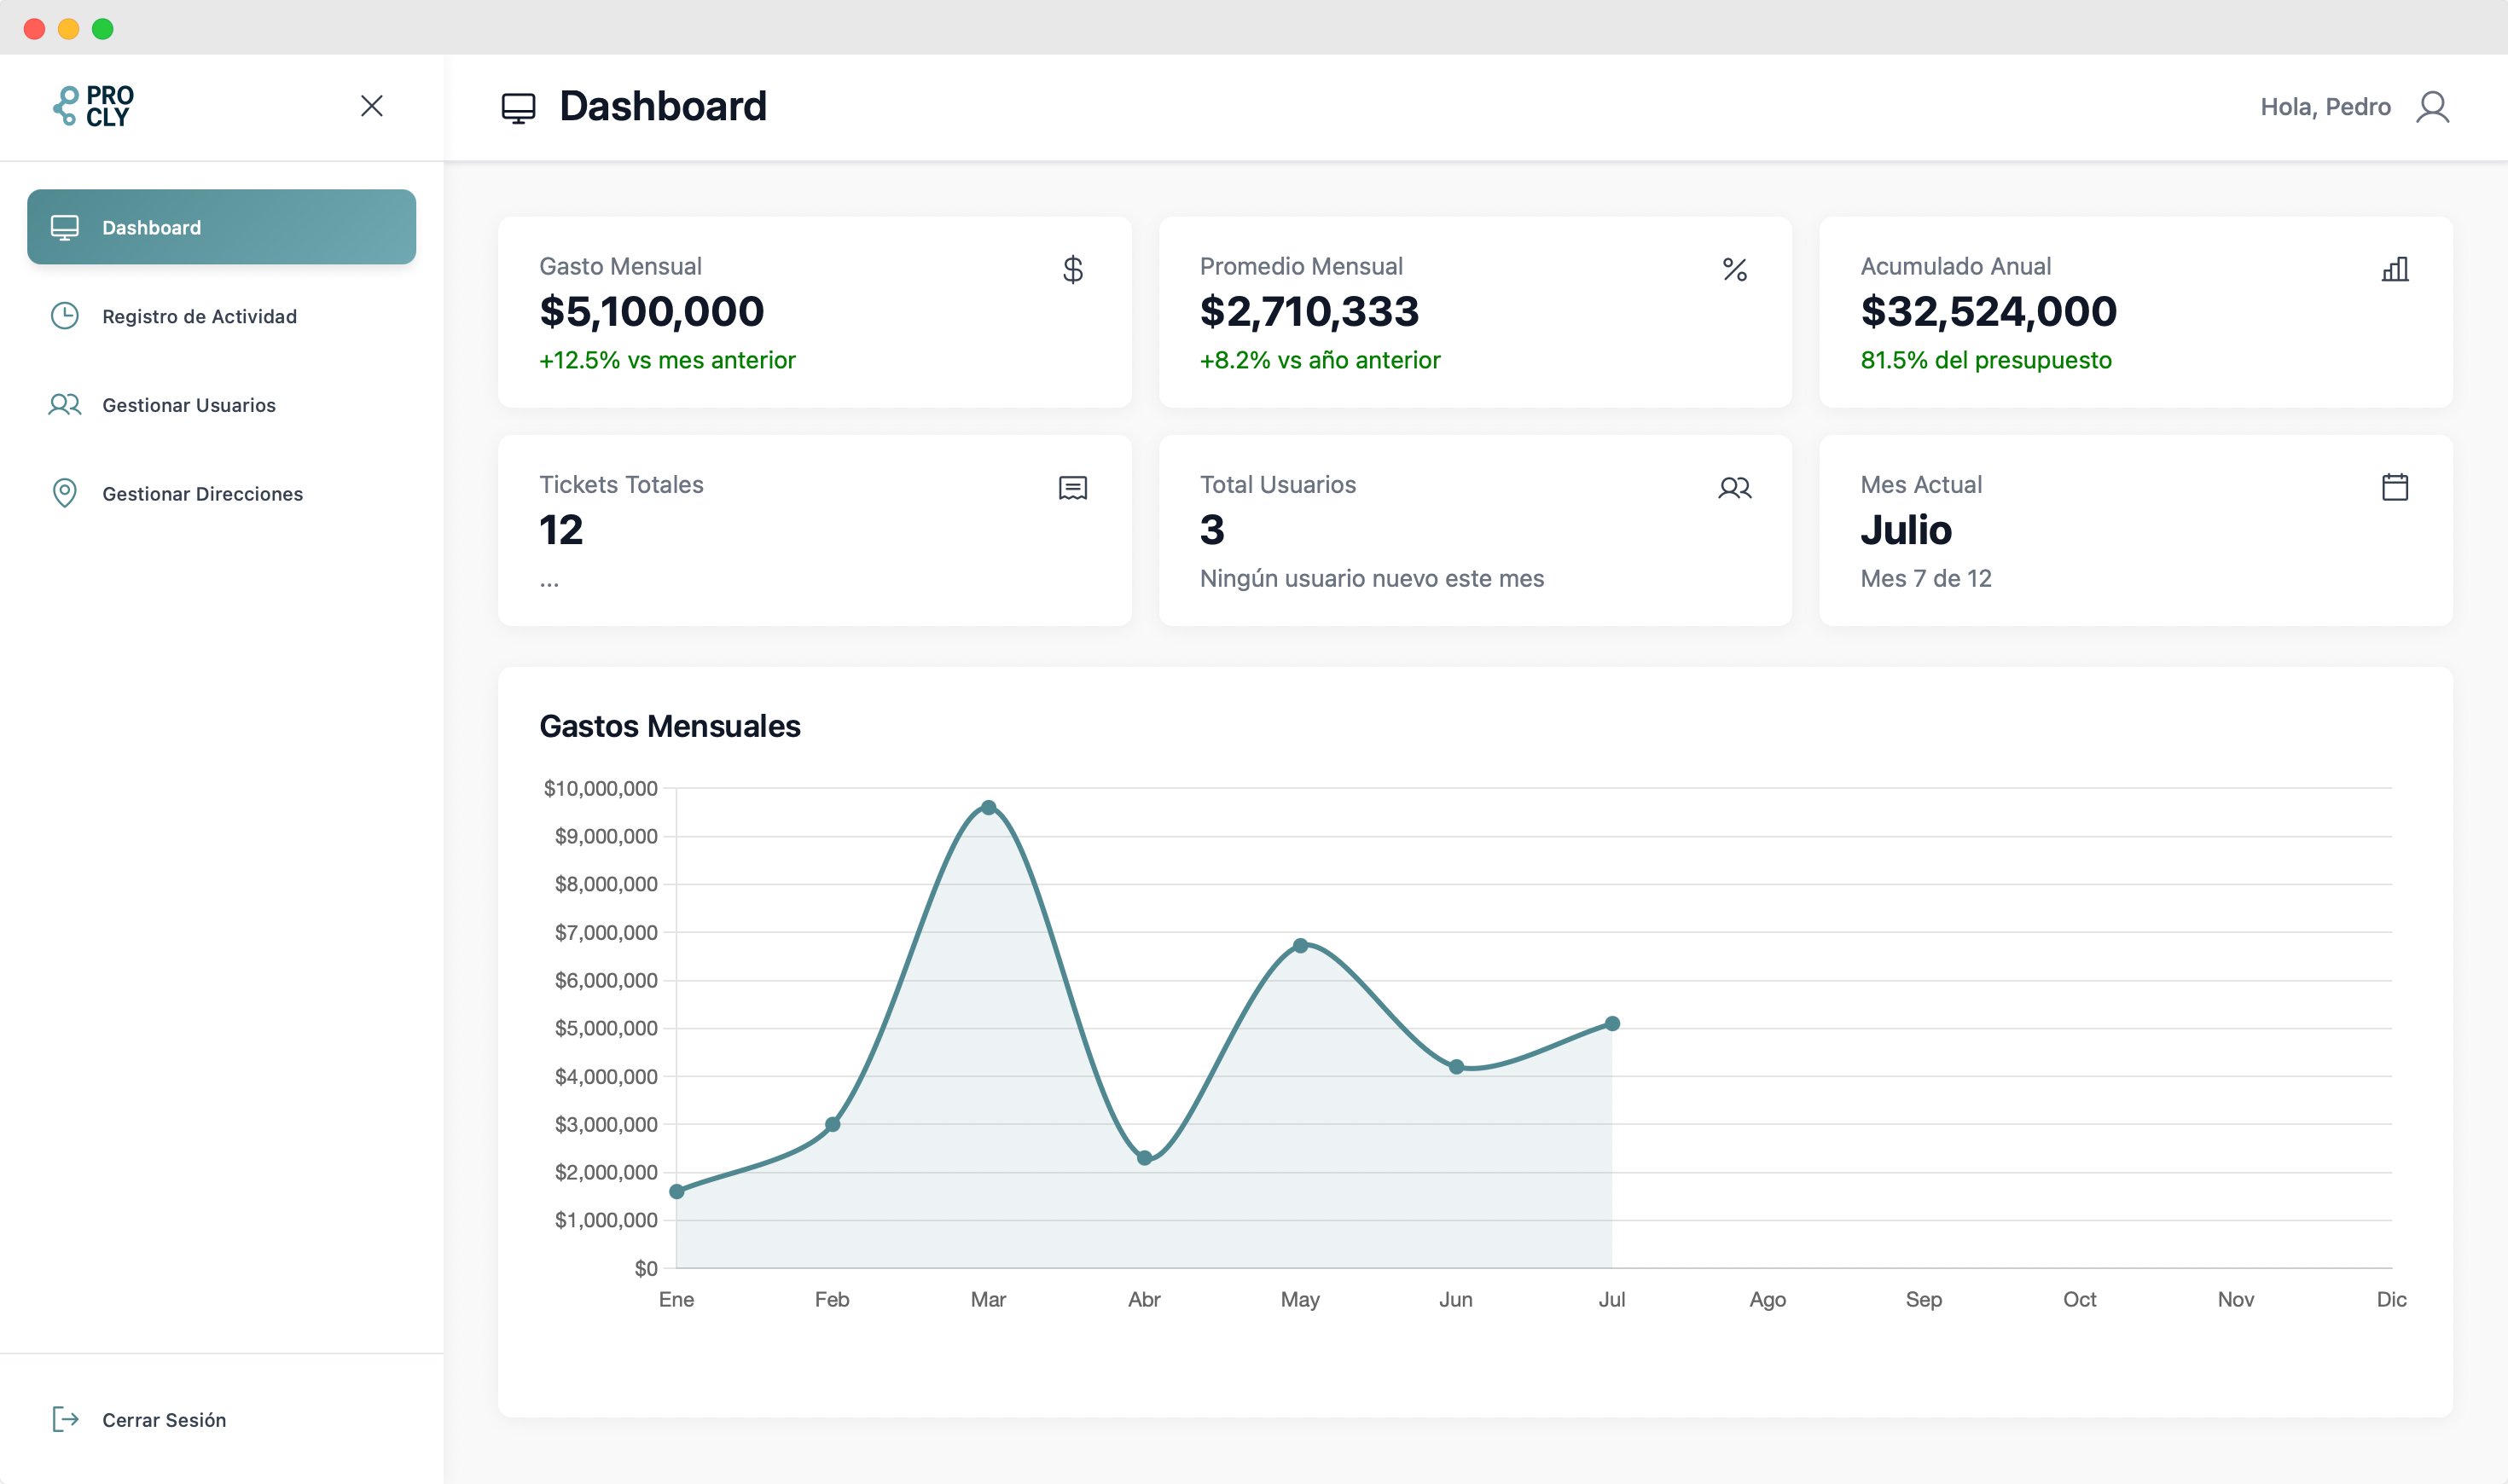 PRO
CLY
Dashboard
Hola, Pedro
Dashboard
Registro de Actividad
Gestionar Usuarios
Gestionar Direcciones
Cerrar Sesión
Gasto Mensual
$5,100,000
+12.5% vs mes anterior
Promedio Mensual
$2,710,333
+8.2% vs año anterior
Acumulado Anual
$32,524,000
81.5% del presupuesto
Tickets Totales
12
...
Total Usuarios
3
Ningún usuario nuevo este mes
Mes Actual
Julio
Mes 7 de 12
Gastos Mensuales
$10,000,000
$9,000,000
$8,000,000
$7,000,000
$6,000,000
$5,000,000
$4,000,000
$3,000,000
$2,000,000
$1,000,000
$0
Ene Feb Mar Abr May Jun Jul Ago Sep Oct Nov Dic